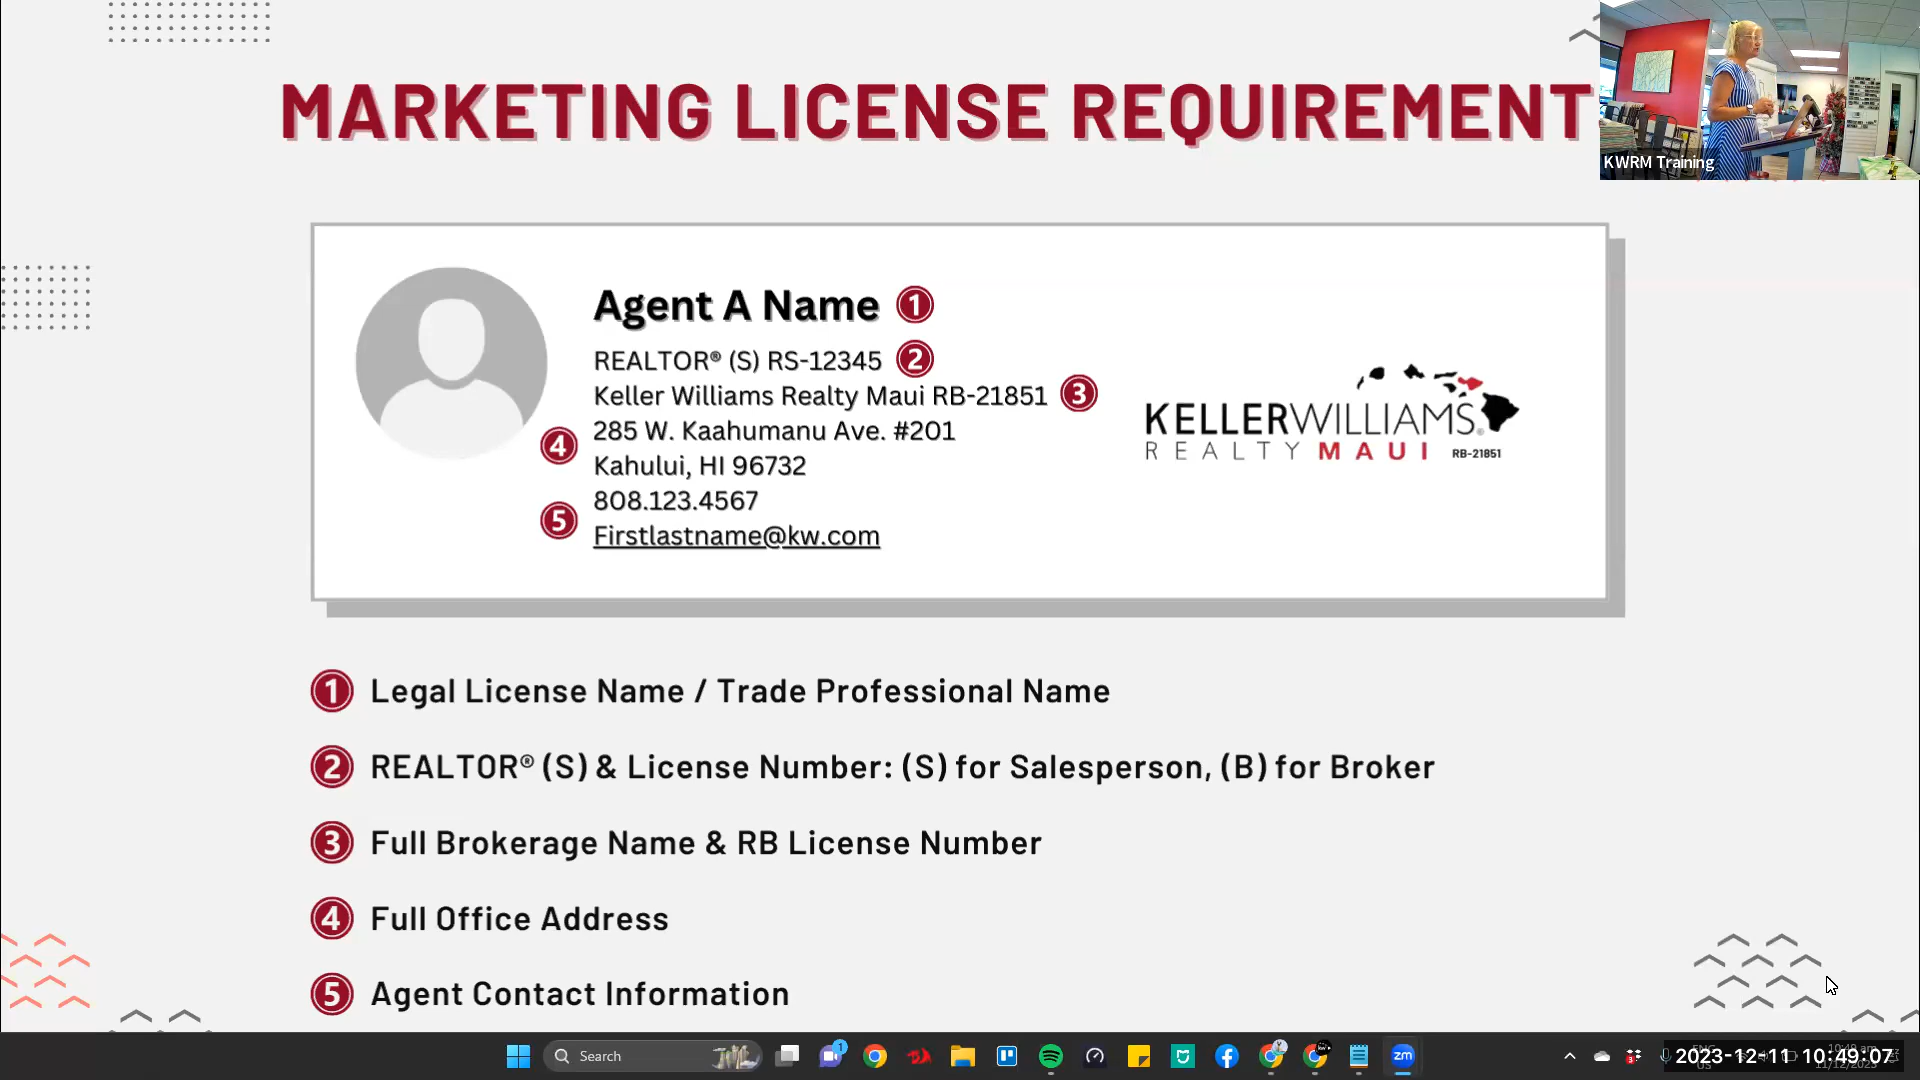 MARKETING LICENSE REQUIREMENT
KWRM Training
Agent A Name 1
REALTOR® (S) RS-12345 2
Keller Williams Realty Maui RB-21851 3
4 285 W. Kaahumanu Ave. #201
Kahului, HI 96732
5 808.123.4567
Firstlastname@kw.com
KELLERWILLIAMS®
REALTY MAUI RB-21851
1 Legal License Name / Trade Professional Name
2 REALTOR® (S) & License Number: (S) for Salesperson, (B) for Broker
3 Full Brokerage Name & RB License Number
4 Full Office Address
5 Agent Contact Information
Search
1
zm
2023-12-11 10:49:07